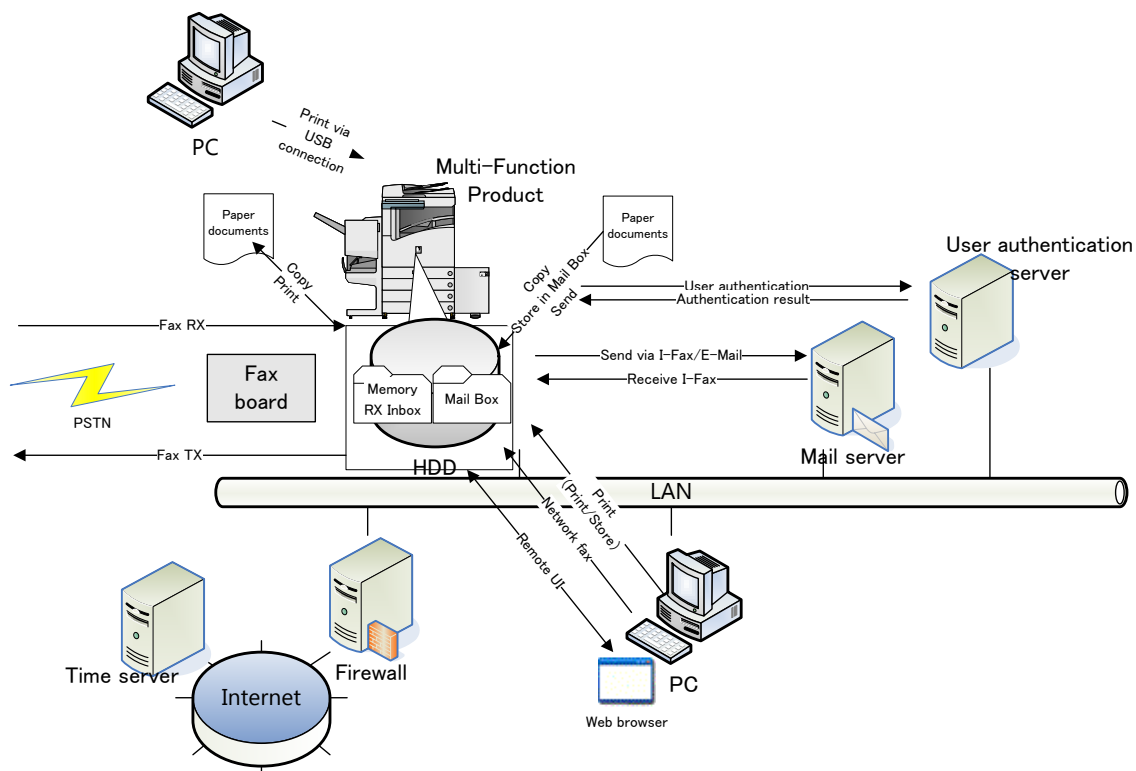 PC
Print via
USB
connection
Multi-Function
Product
Paper
documents
Copy
Print
Paper
documents
Copy
Store in Mail Box
Send
User authentication
server
User authentication
Authentication result
Fax RX
Send via I-Fax/E-Mail
Receive I-Fax
Fax
board
Memory
RX Inbox
Mail Box
PSTN
Fax TX
HDD
Mail server
LAN
Print
(Print/Store)
Network fax
Remote UI
Time server
Firewall
Internet
PC
Web browser